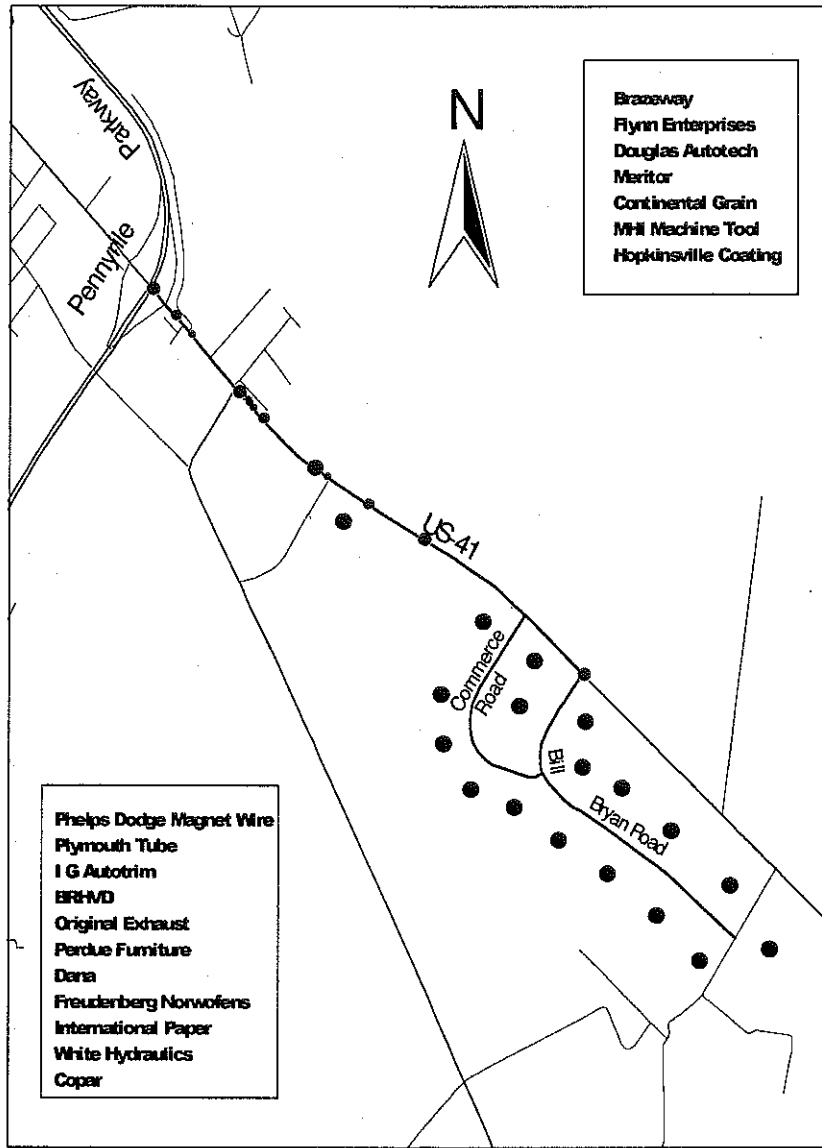 Parkway
Pennyrile
N
Brazeway
Flynn Enterprises
Douglas Autotech
Meritor
Continental Grain
MHI Machine Tool
Hopkinsville Coating
US-41
Commerce
Road
Bill
Bryan Road
Phelps Dodge Magnet Wire
Plymouth Tube
I G Autotrim
BRHVD
Original Exhaust
Perdue Furniture
Dana
Freudenberg Norwofens
International Paper
White Hydraulics
Copar